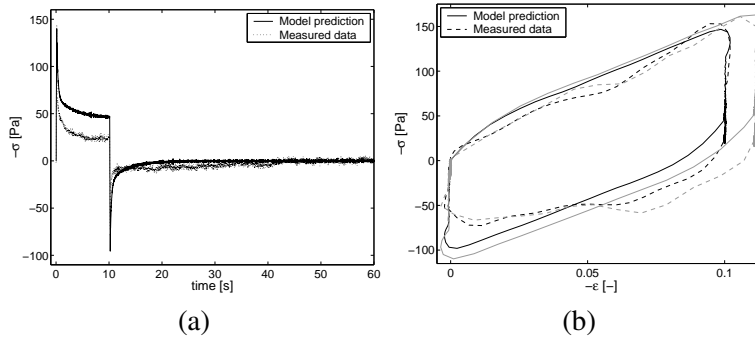 Model prediction
Measured data
150
100
50
0
−50
−100
−σ [Pa]
0
10
20
30
40
50
60
time [s]
(a)
Model prediction
Measured data
150
100
50
0
−50
−100
−σ [Pa]
0
0.05
0.1
−ε [−]
(b)